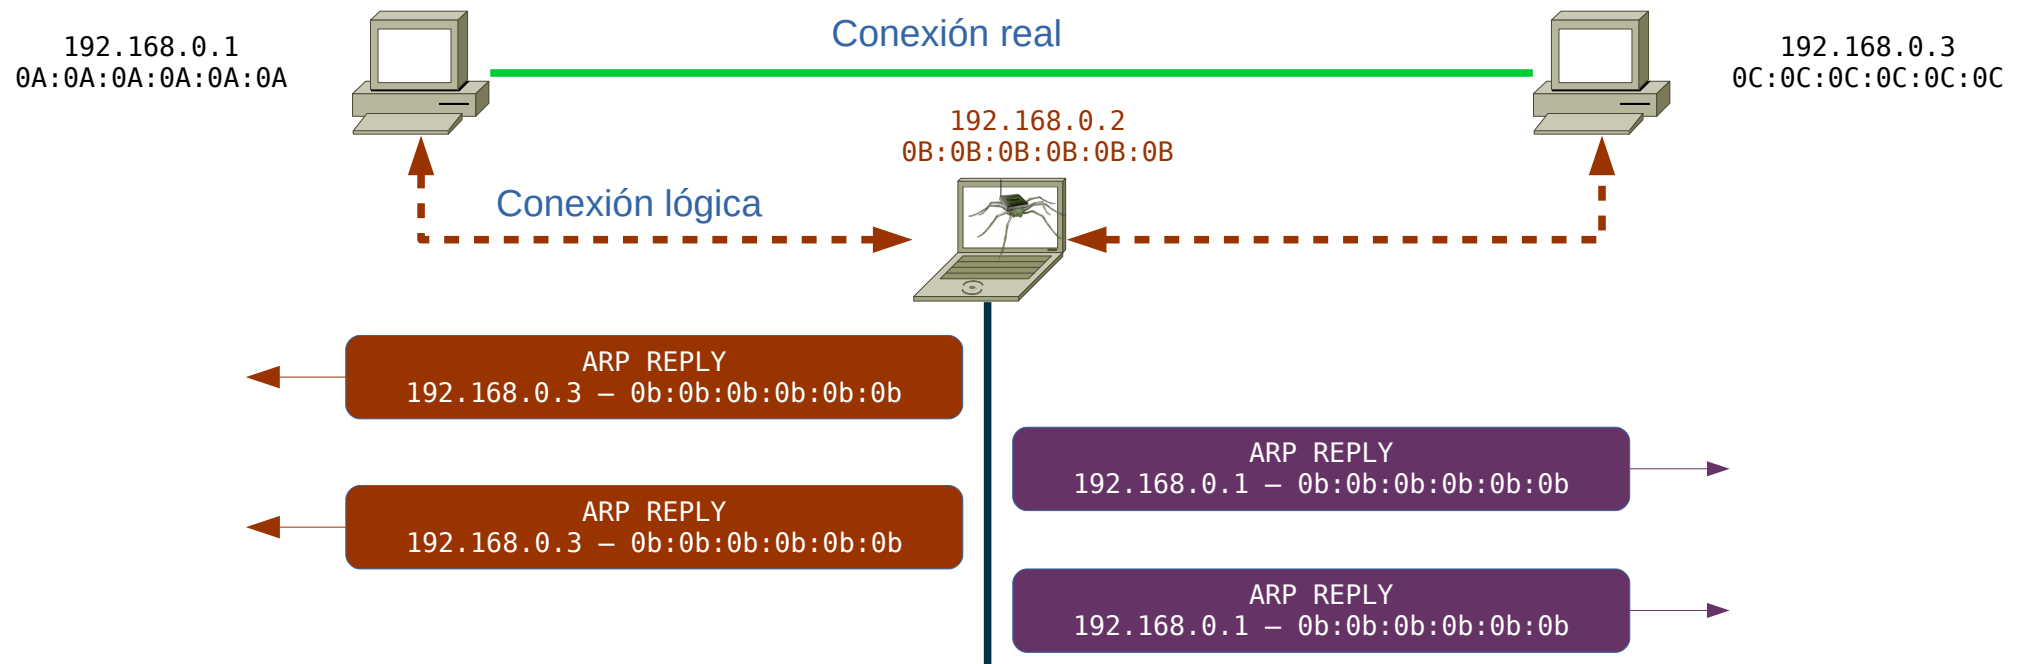 Conexión real
192.168.0.1
0A:0A:0A:0A:0A:0A
192.168.0.3
0C:0C:0C:0C:0C:0C
192.168.0.2
0B:0B:0B:0B:0B:0B
Conexión lógica
ARP REPLY
192.168.0.3 – 0b:0b:0b:0b:0b:0b
ARP REPLY
192.168.0.1 – 0b:0b:0b:0b:0b:0b
ARP REPLY
192.168.0.3 – 0b:0b:0b:0b:0b:0b
ARP REPLY
192.168.0.1 – 0b:0b:0b:0b:0b:0b